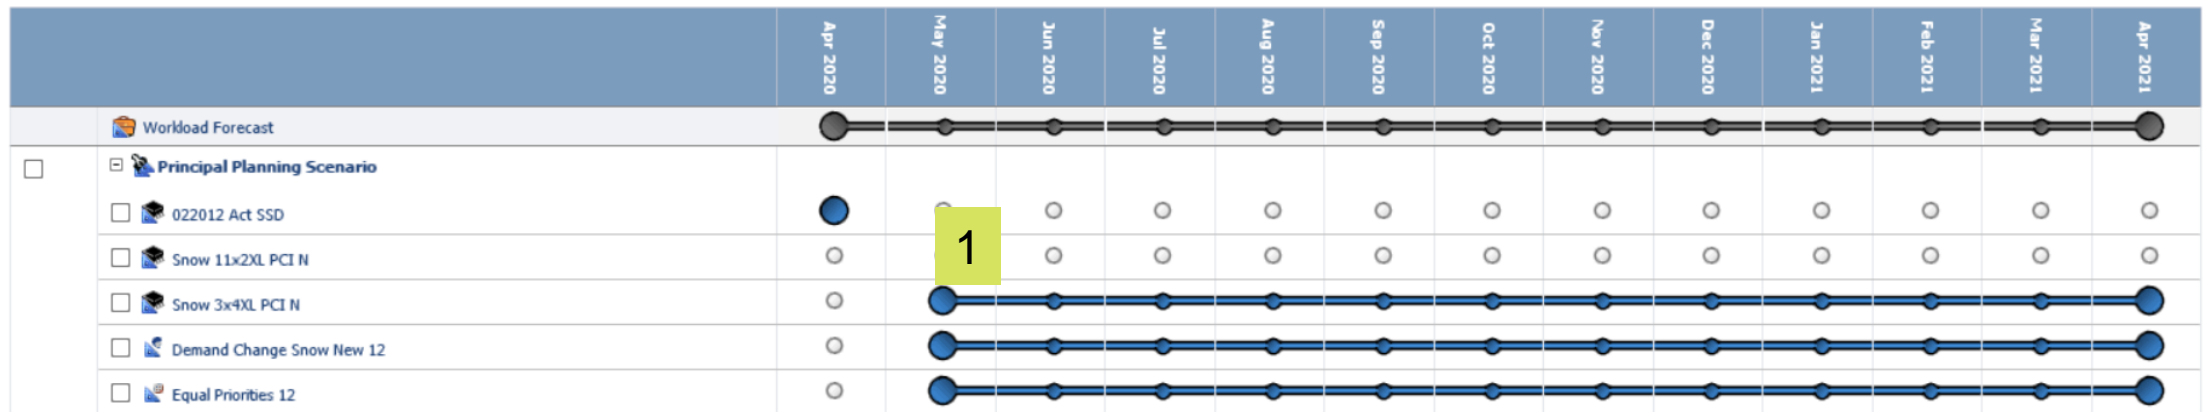 Apr 2020 May 2020 Jun 2020 Jul 2020 Aug 2020 Sep 2020 Oct 2020 Nov 2020 Dec 2020 Jan 2021 Feb 2021 Mar 2021 Apr 2021
Workload Forecast
Principal Planning Scenario
022012 Act SSD
1
Snow 11x2XL PCI N
Snow 3x4XL PCI N
Demand Change Snow New 12
Equal Priorities 12